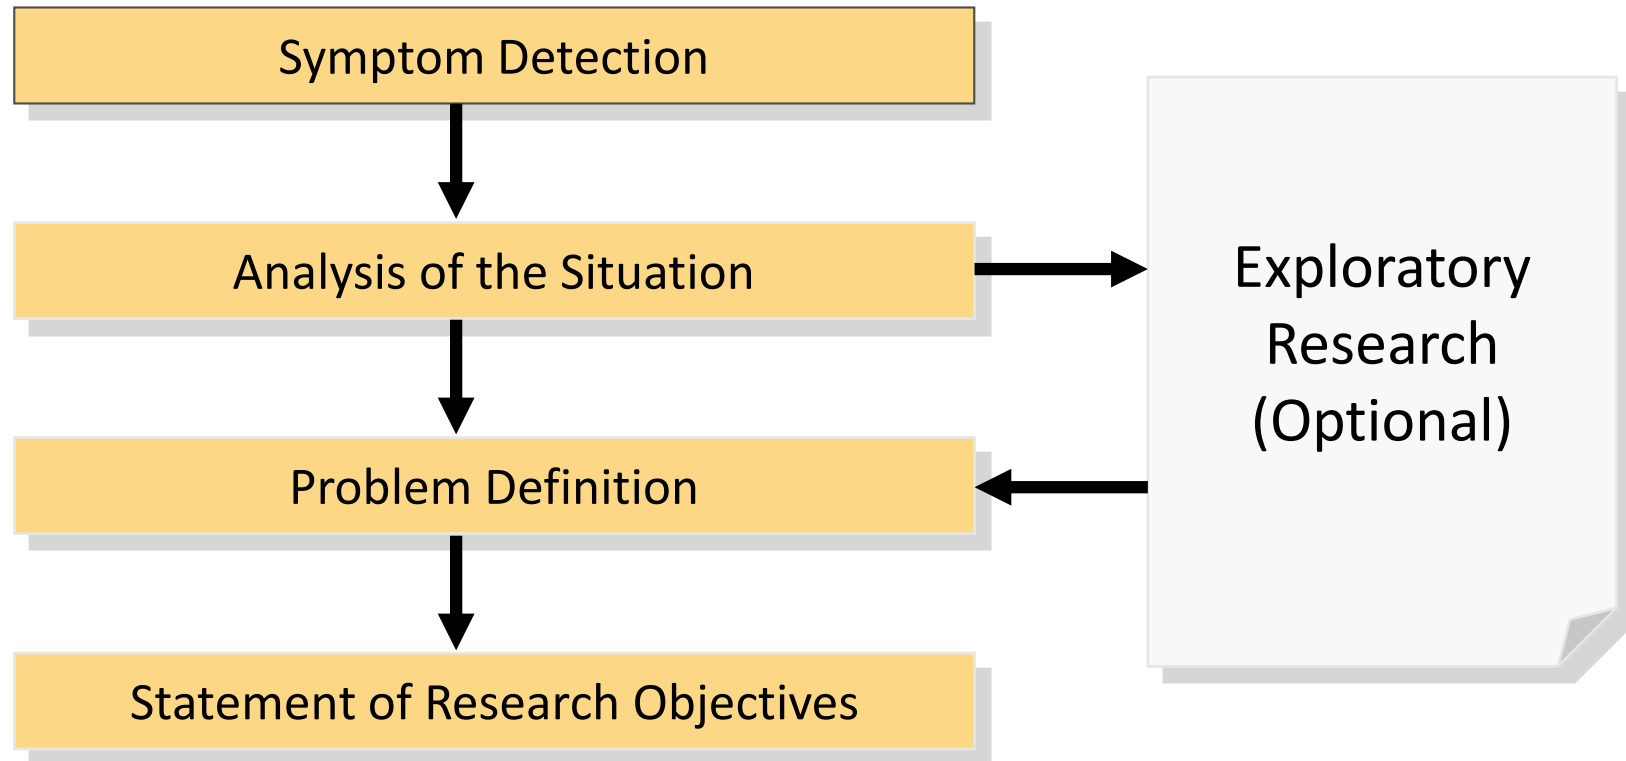 Symptom Detection
Analysis of the Situation
Problem Definition
Statement of Research Objectives
Exploratory
Research
(Optional)